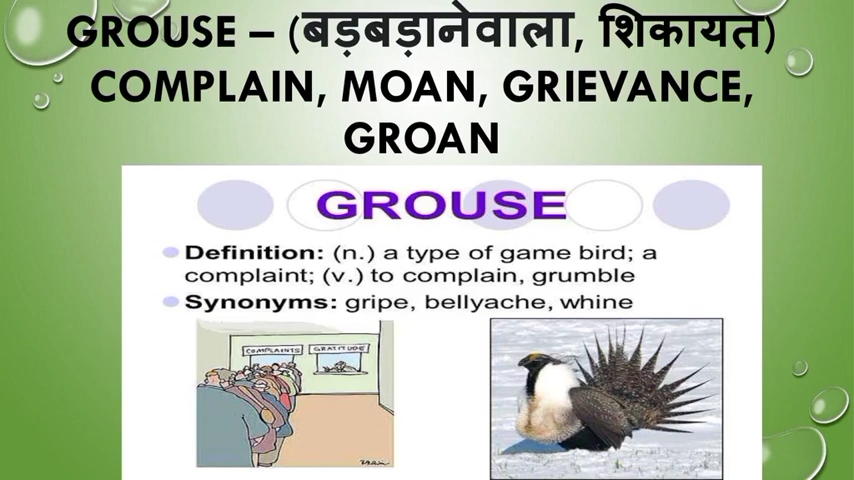 GROUSE – (बड़बड़ानेवाला, शिकायत)
COMPLAIN, MOAN, GRIEVANCE,
GROAN
GROUSE
Definition: (n.) a type of game bird; a
complaint; (v.) to complain, grumble
Synonyms: gripe, bellyache, whine
COMPLAINTS
GRATITUDE